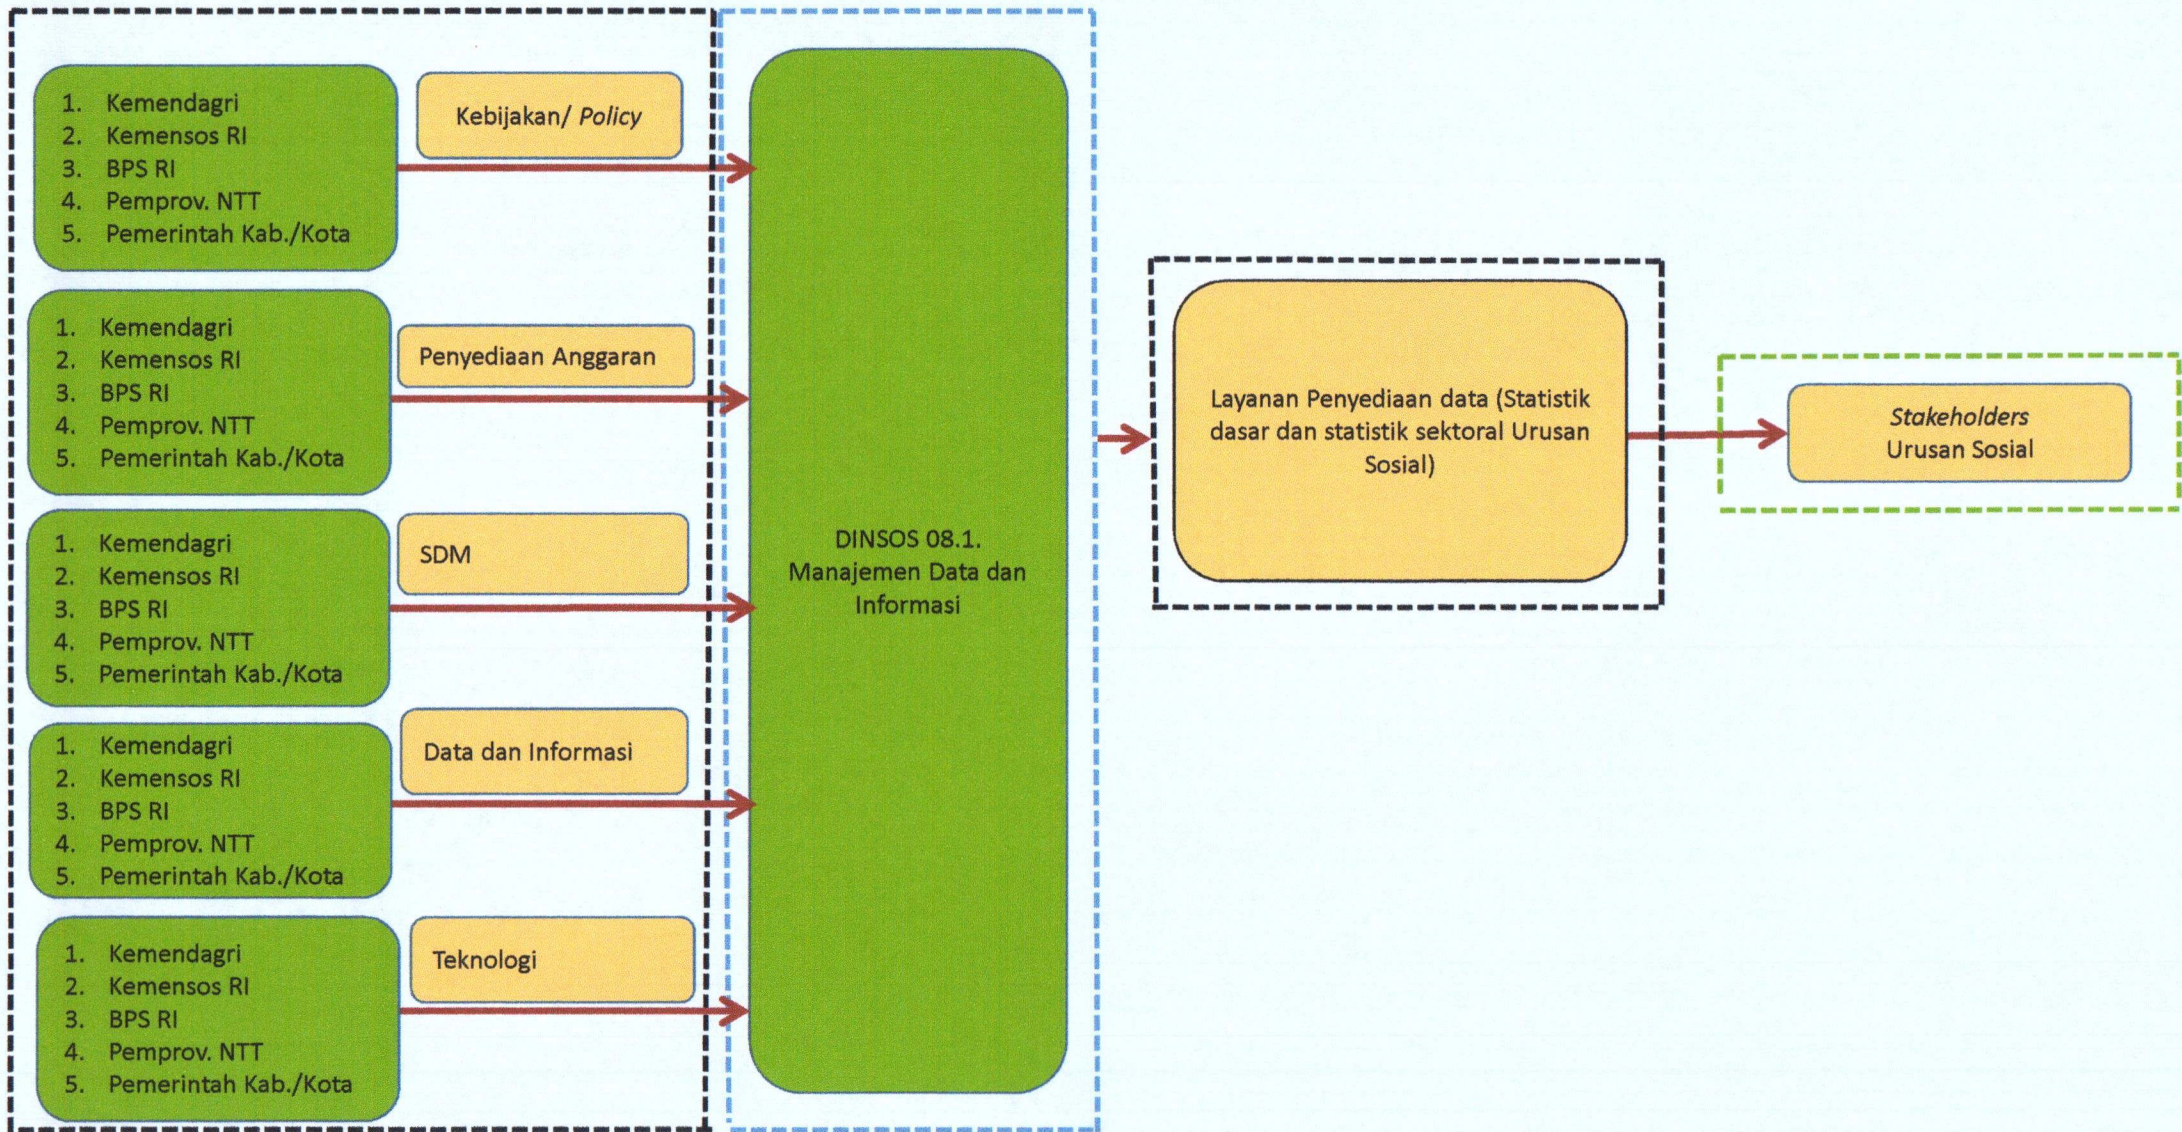 1. Kemendagri
2. Kemensos RI
3. BPS RI
4. Pemprov. NTT
5. Pemerintah Kab./Kota
Kebijakan/ Policy
1. Kemendagri
2. Kemensos RI
3. BPS RI
4. Pemprov. NTT
5. Pemerintah Kab./Kota
Penyediaan Anggaran
1. Kemendagri
2. Kemensos RI
3. BPS RI
4. Pemprov. NTT
5. Pemerintah Kab./Kota
SDM
1. Kemendagri
2. Kemensos RI
3. BPS RI
4. Pemprov. NTT
5. Pemerintah Kab./Kota
Data dan Informasi
1. Kemendagri
2. Kemensos RI
3. BPS RI
4. Pemprov. NTT
5. Pemerintah Kab./Kota
Teknologi
DINSOS 08.1.
Manajemen Data dan
Informasi
Layanan Penyediaan data (Statistik
dasar dan statistik sektoral Urusan
Sosial)
Stakeholders
Urusan Sosial